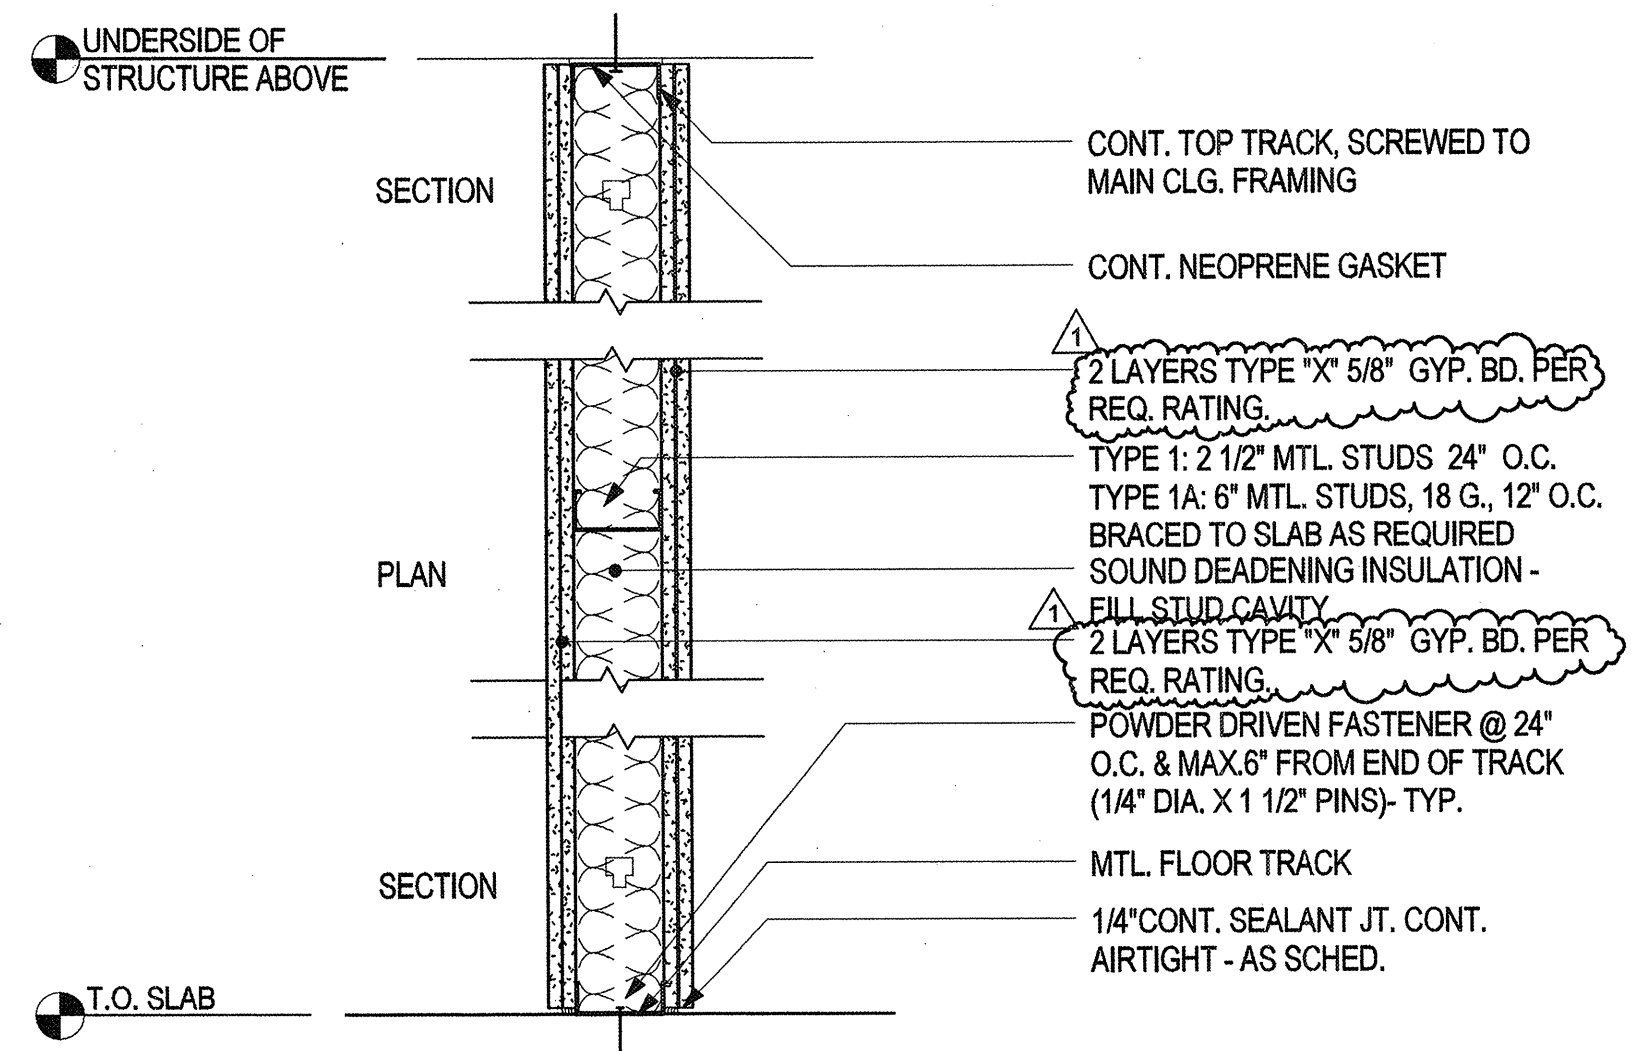 UNDERSIDE OF
STRUCTURE ABOVE
SECTION
CONT. TOP TRACK, SCREWED TO
MAIN CLG. FRAMING
CONT. NEOPRENE GASKET
1
2 LAYERS TYPE "X" 5/8" GYP. BD. PER
REQ. RATING.
TYPE 1: 2 1/2" MTL. STUDS 24" O.C.
TYPE 1A: 6" MTL. STUDS, 18 G., 12" O.C.
BRACED TO SLAB AS REQUIRED
PLAN
SOUND DEADENING INSULATION -
FILL STUD CAVITY
1
2 LAYERS TYPE "X" 5/8" GYP. BD. PER
REQ. RATING.
POWDER DRIVEN FASTENER @ 24"
O.C. & MAX.6" FROM END OF TRACK
(1/4" DIA. X 1 1/2" PINS)- TYP.
MTL. FLOOR TRACK
SECTION
1/4"CONT. SEALANT JT. CONT.
AIRTIGHT - AS SCHED.
T.O. SLAB